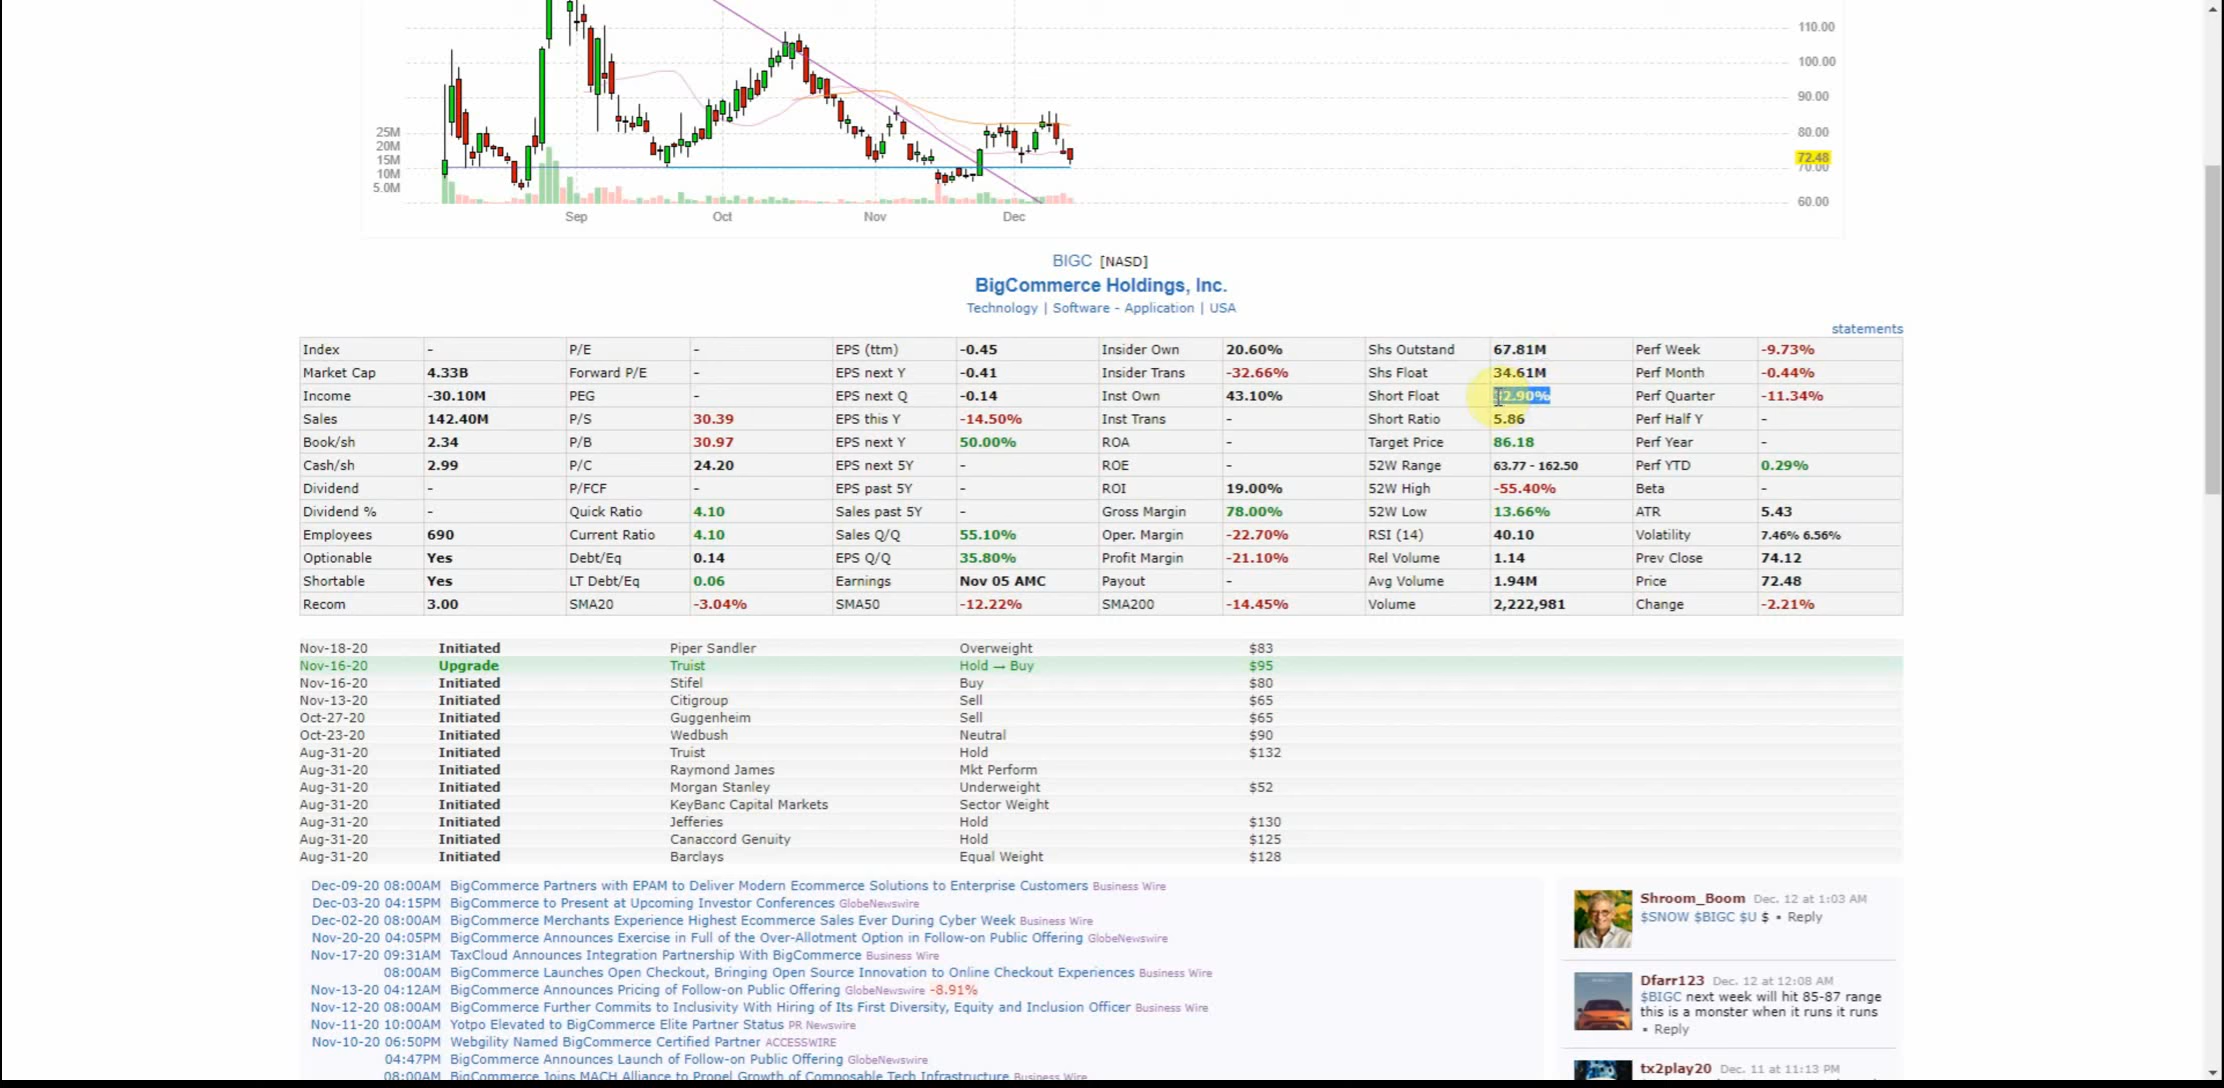 110.00
100.00
90.00
80.00
72.48
70.00
60.00
25M
20M
15M
10M
5.0M
Sep Oct Nov Dec
BIGC [NASD]
BigCommerce Holdings, Inc.
Technology | Software - Application | USA
statements
Index - P/E - EPS (ttm) -0.45 Insider Own 20.60% Shs Outstand 67.81M Perf Week -9.73%
Market Cap 4.33B Forward P/E - EPS next Y -0.41 Insider Trans -32.66% Shs Float 34.61M Perf Month -0.44%
Income -30.10M PEG - EPS next Q -0.14 Inst Own 43.10% Short Float 32.90% Perf Quarter -11.34%
Sales 142.40M P/S 30.39 EPS this Y -14.50% Inst Trans - Short Ratio 5.86 Perf Half Y -
Book/sh 2.34 P/B 30.97 EPS next Y 50.00% ROA - Target Price 86.18 Perf Year -
Cash/sh 2.99 P/C 24.20 EPS next 5Y - ROE - 52W Range 63.77 - 162.50 Perf YTD 0.29%
Dividend - P/FCF - EPS past 5Y - ROI 19.00% 52W High -55.40% Beta -
Dividend % - Quick Ratio 4.10 Sales past 5Y - Gross Margin 78.00% 52W Low 13.66% ATR 5.43
Employees 690 Current Ratio 4.10 Sales Q/Q 55.10% Oper. Margin -22.70% RSI (14) 40.10 Volatility 7.46% 6.56%
Optionable Yes Debt/Eq 0.14 EPS Q/Q 35.80% Profit Margin -21.10% Rel Volume 1.14 Prev Close 74.12
Shortable Yes LT Debt/Eq 0.06 Earnings Nov 05 AMC Payout - Avg Volume 1.94M Price 72.48
Recom 3.00 SMA20 -3.04% SMA50 -12.22% SMA200 -14.45% Volume 2,222,981 Change -2.21%
Nov-18-20 Initiated Piper Sandler Overweight $83
Nov-16-20 Upgrade Truist Hold → Buy $95
Nov-16-20 Initiated Stifel Buy $80
Nov-13-20 Initiated Citigroup Sell $65
Oct-27-20 Initiated Guggenheim Sell $65
Oct-23-20 Initiated Wedbush Neutral $90
Aug-31-20 Initiated Truist Hold $132
Aug-31-20 Initiated Raymond James Mkt Perform
Aug-31-20 Initiated Morgan Stanley Underweight $52
Aug-31-20 Initiated KeyBanc Capital Markets Sector Weight
Aug-31-20 Initiated Jefferies Hold $130
Aug-31-20 Initiated Canaccord Genuity Hold $125
Aug-31-20 Initiated Barclays Equal Weight $128
Dec-09-20 08:00AM BigCommerce Partners with EPAM to Deliver Modern Ecommerce Solutions to Enterprise Customers Business Wire
Dec-03-20 04:15PM BigCommerce to Present at Upcoming Investor Conferences GlobeNewswire
Dec-02-20 08:00AM BigCommerce Merchants Experience Highest Ecommerce Sales Ever During Cyber Week Business Wire
Nov-20-20 04:05PM BigCommerce Announces Exercise in Full of the Over-Allotment Option in Follow-on Public Offering GlobeNewswire
Nov-17-20 09:31AM TaxCloud Announces Integration Partnership With BigCommerce Business Wire
08:00AM BigCommerce Launches Open Checkout, Bringing Open Source Innovation to Online Checkout Experiences Business Wire
Nov-13-20 04:12AM BigCommerce Announces Pricing of Follow-on Public Offering GlobeNewswire -8.91%
Nov-12-20 08:00AM BigCommerce Further Commits to Inclusivity With Hiring of Its First Diversity, Equity and Inclusion Officer Business Wire
Nov-11-20 10:00AM Yotpo Elevated to BigCommerce Elite Partner Status PR Newswire
Nov-10-20 06:50PM Webgility Named BigCommerce Certified Partner ACCESSWIRE
04:47PM BigCommerce Announces Launch of Follow-on Public Offering GlobeNewswire
08:00AM BigCommerce Joins MACH Alliance to Propel Growth of Composable Tech Infrastructure Business Wire
Shroom_Boom Dec. 12 at 1:03 AM
$SNOW $BIGC $U $ • Reply
Dfarr123 Dec. 12 at 12:08 AM
$BIGC next week will hit 85-87 range
this is a monster when it runs it runs
• Reply
tx2play20 Dec. 11 at 11:13 PM